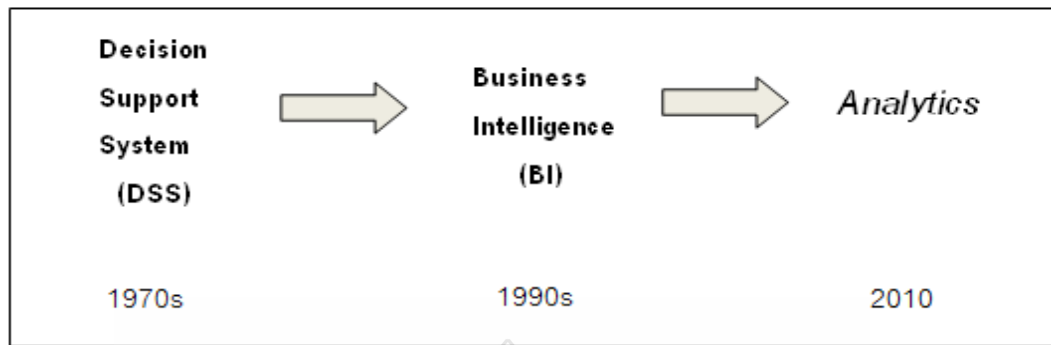 Decision
Support
System
(DSS)
Business
Intelligence
(BI)
Analytics
1970s
1990s
2010